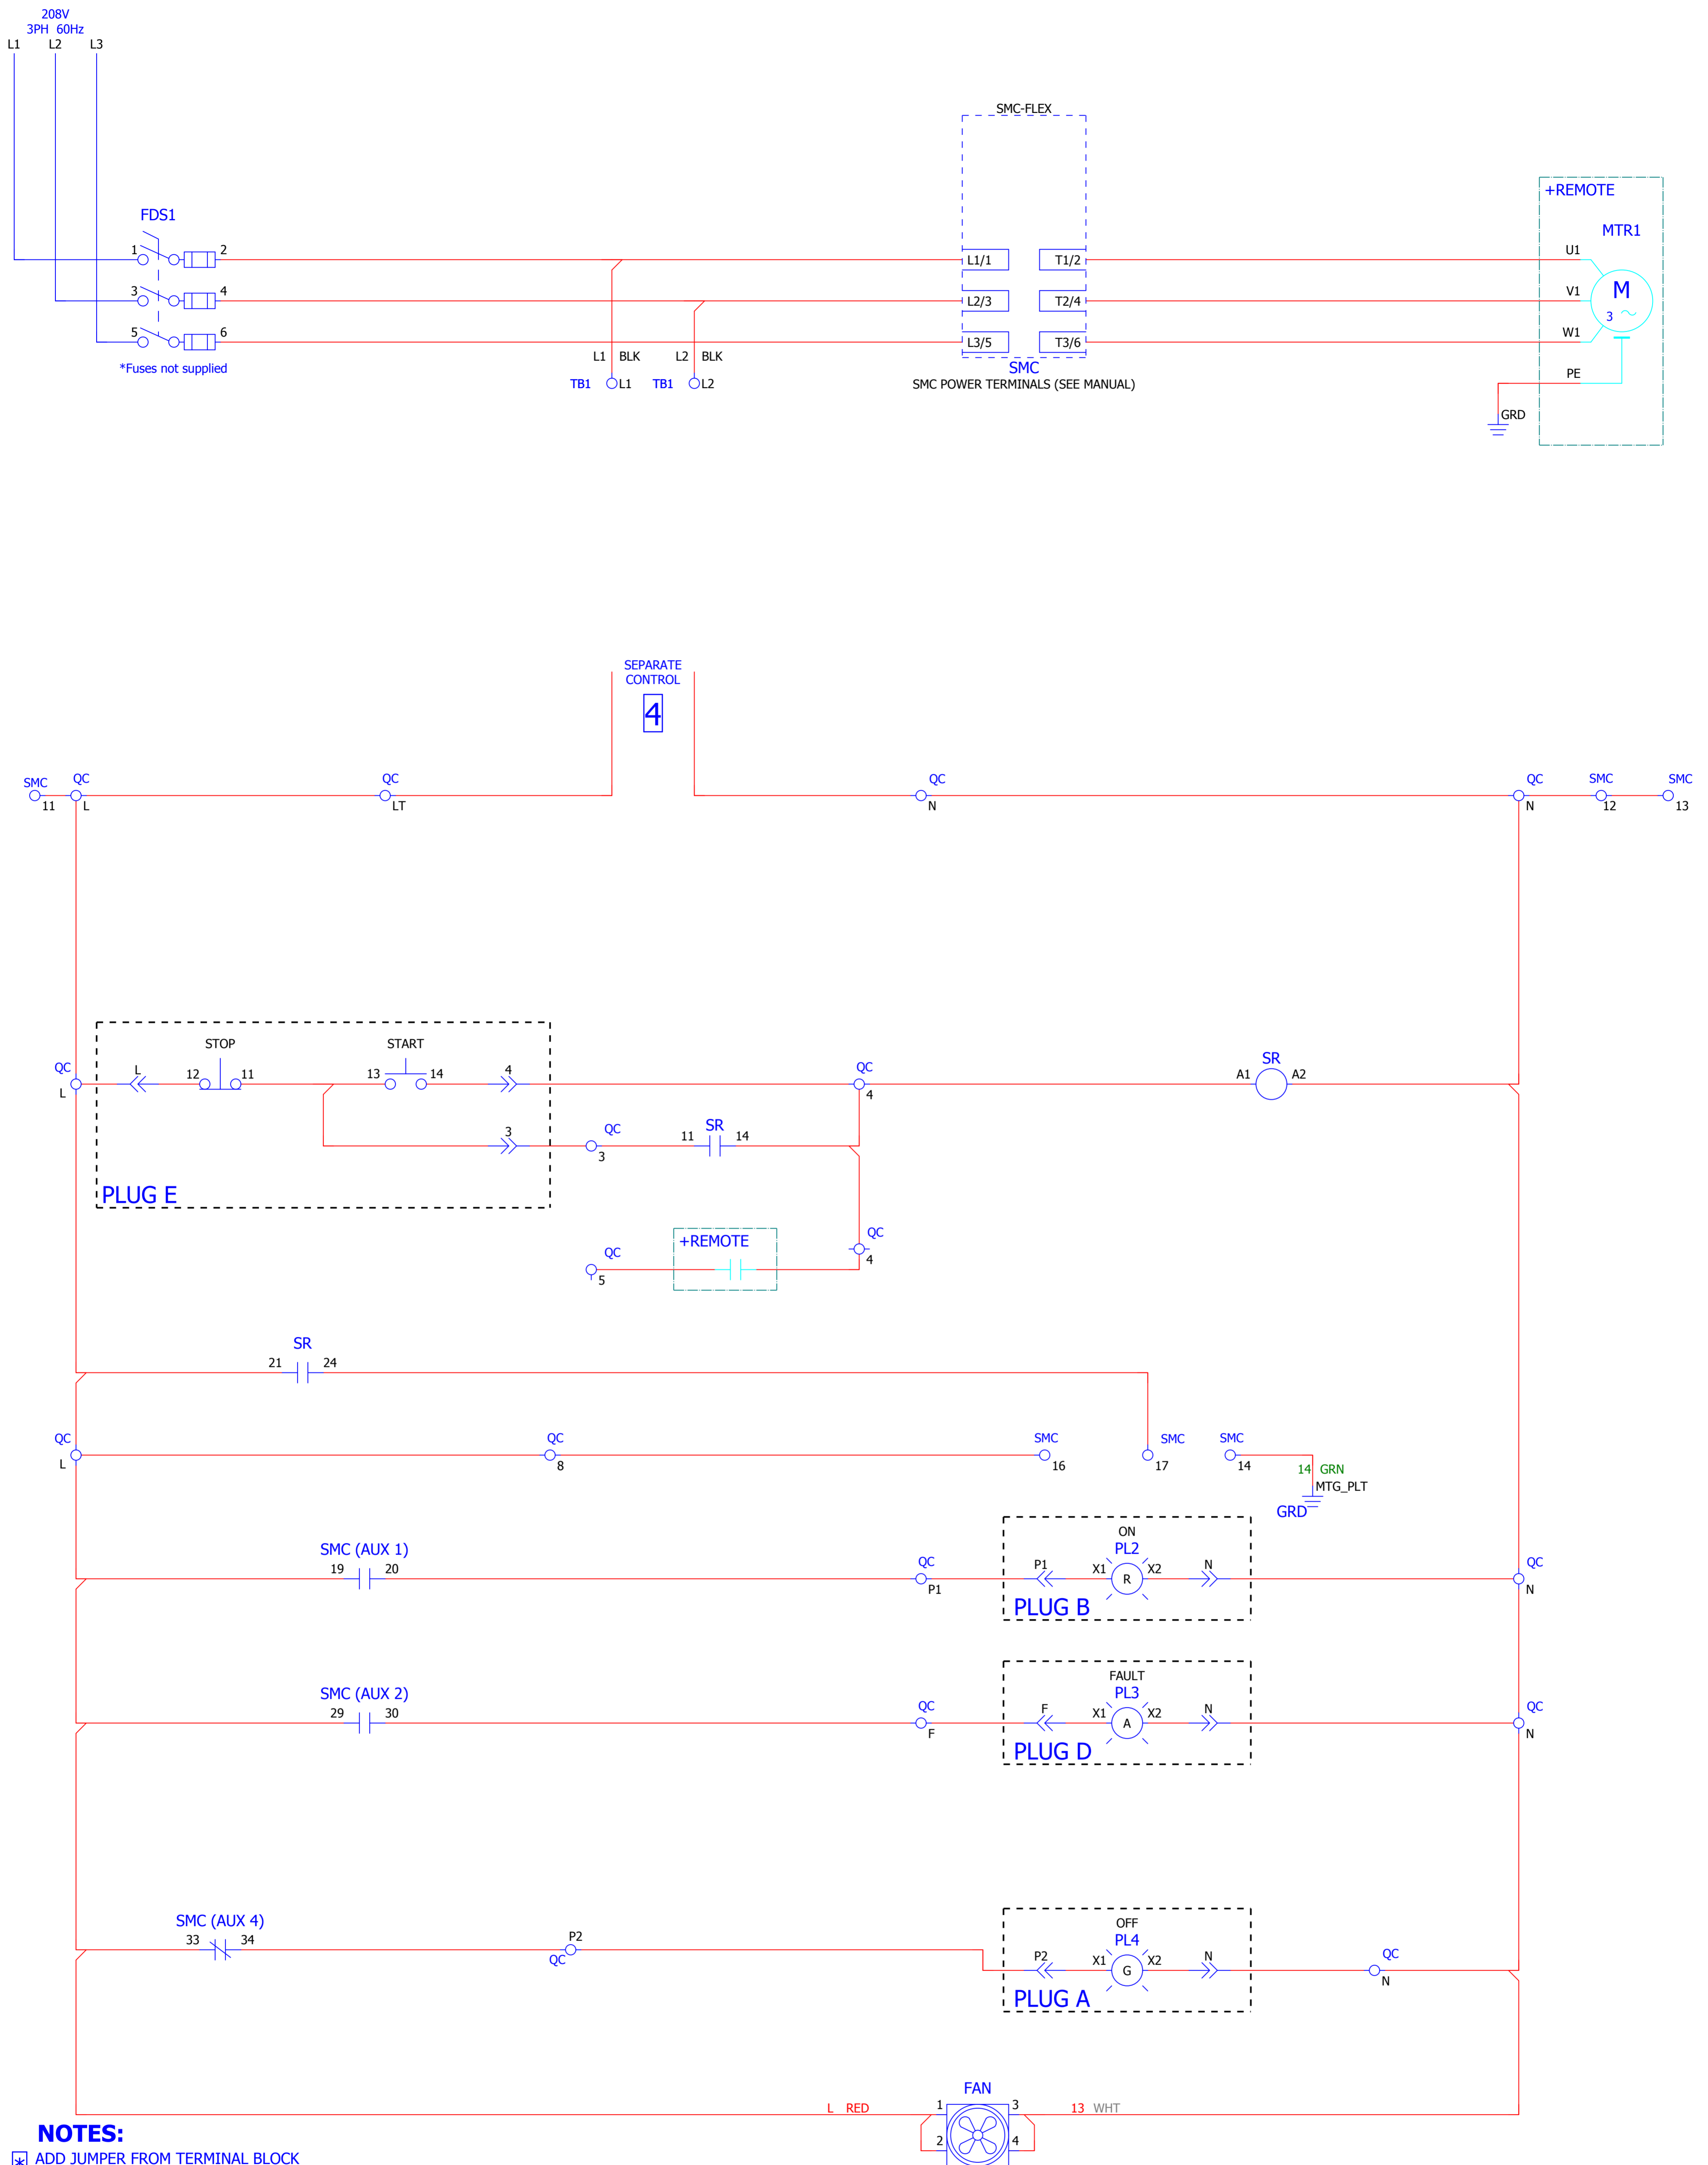 208V
3PH 60Hz
L1 L2 L3
SMC-FLEX
+REMOTE
MTR1
FDS1
1 2 L1/1 T1/2 U1
3 4 L2/3 T2/4 V1 M
3
5 6 L3/5 T3/6 W1
*Fuses not supplied
L1 BLK L2 BLK
SMC
TB1 L1 TB1 L2
SMC POWER TERMINALS (SEE MANUAL)
PE
GRD
SEPARATE
CONTROL
4
SMC QC QC QC QC SMC SMC
11 L LT N N 12 13
STOP START
QC L 12 11 13 14 4 QC SR
L 4 A1 A2
3 QC 11 SR 14
3
PLUG E
+REMOTE QC
QC 4
5
SR
21 24
QC QC SMC SMC SMC
L 8 16 17 14
14 GRN
MTG_PLT
GRD
ON
SMC (AUX 1) PL2
19 20 QC P1 X1 R X2 N QC
P1 N
PLUG B
FAULT
SMC (AUX 2) PL3
29 30 QC F X1 A X2 N QC
F N
PLUG D
SMC (AUX 4) OFF
33 34 P2 PL4
QC P2 X1 G X2 N QC
N
PLUG A
FAN
L RED 1 3 13 WHT
2 4
NOTES:
* ADD JUMPER FROM TERMINAL BLOCK